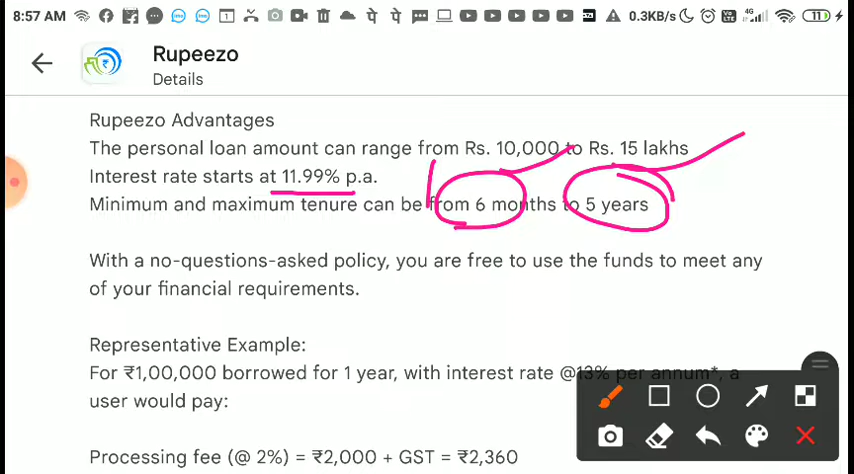 8:57 AM 1 पे पे 0.3KB/s 4G 11
Rupeezo
Details
Rupeezo Advantages
The personal loan amount can range from Rs. 10,000 to Rs. 15 lakhs
Interest rate starts at 11.99% p.a.
Minimum and maximum tenure can be from 6 months to 5 years
With a no-questions-asked policy, you are free to use the funds to meet any
of your financial requirements.
Representative Example:
For ₹1,00,000 borrowed for 1 year, with interest rate @13% per annum*, a
user would pay:
Processing fee (@ 2%) = ₹2,000 + GST = ₹2,360